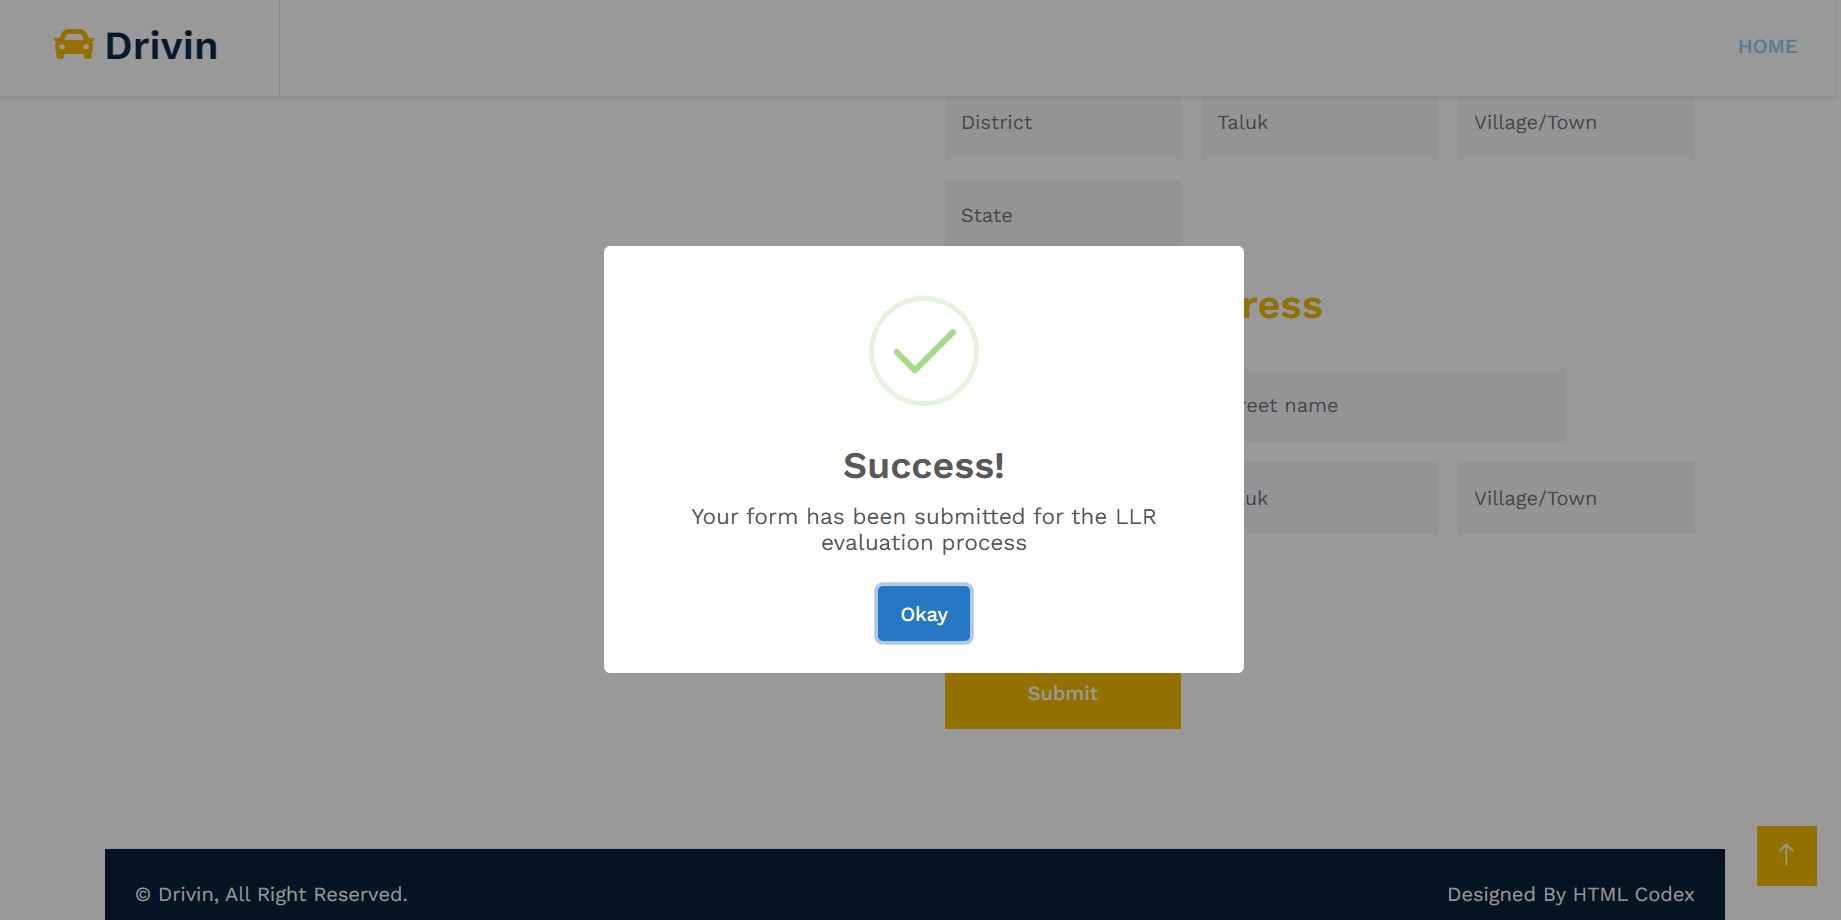 Drivin
HOME
District Taluk Village/Town
State
ress
reet name
uk Village/Town
Success!
Your form has been submitted for the LLR
evaluation process
Okay
Submit
© Drivin, All Right Reserved.
Designed By HTML Codex